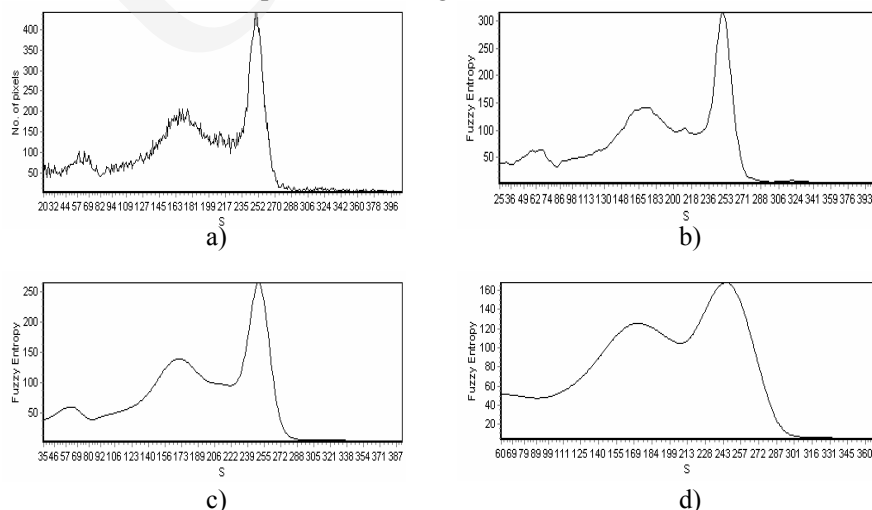 No. of pixels
400
350
300
250
200
150
100
50
2032 44 57 69 82 94 109 127 145 163 181 199 217 235 252 270 288 306 324 342 360 378 396
S
a)
Fuzzy Entropy
300
250
200
150
100
50
2536 49 62 74 86 98 113 130 148 165 183 200 218 236 253 271 288 306 324 341 359 376 393
S
b)
Fuzzy Entropy
250
200
150
100
50
3546 57 69 80 92 106 123 140 156 173 189 206 222 239 255 272 288 305 321 338 354 371 387
S
c)
Fuzzy Entropy
160
140
120
100
80
60
40
20
6069 79 89 99 111 125 140 155 169 184 199 213 228 243 257 272 287 301 316 331 345 360
S
d)